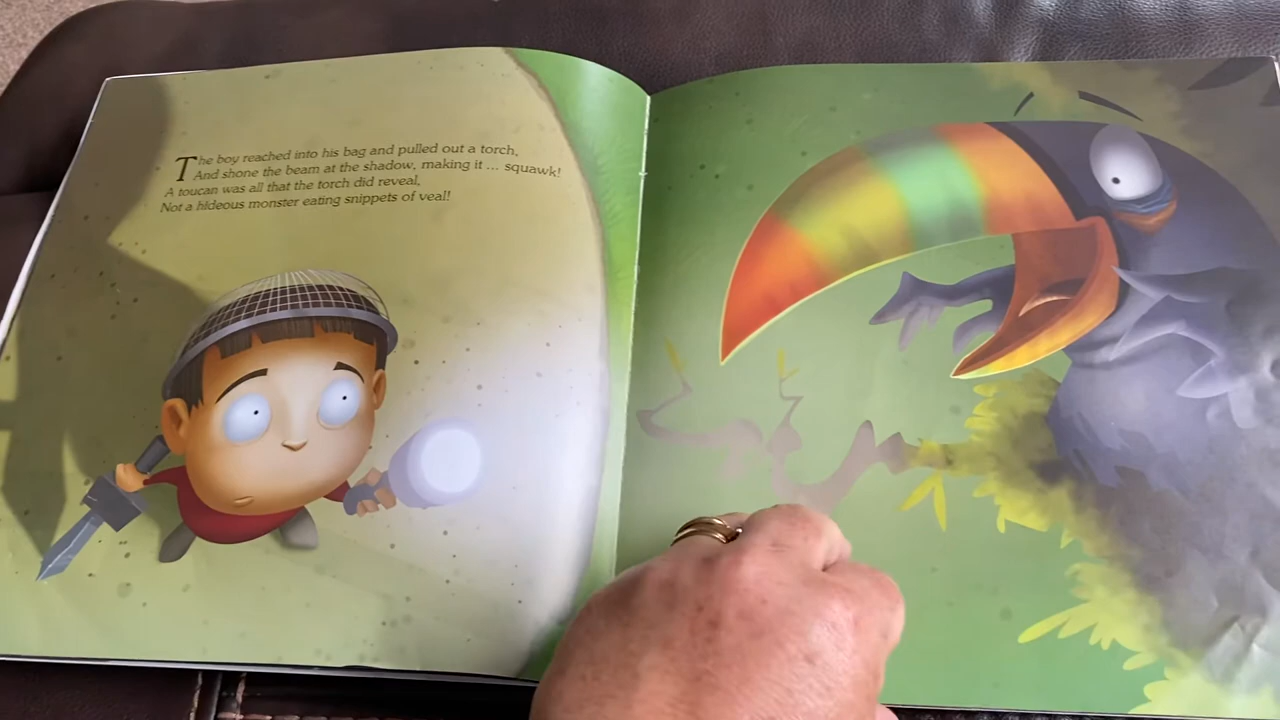 The boy reached into his bag and pulled out a torch,
And shone the beam at the shadow, making it ... squawk!
A toucan was all that the torch did reveal,
Not a hideous monster eating snippets of veal!